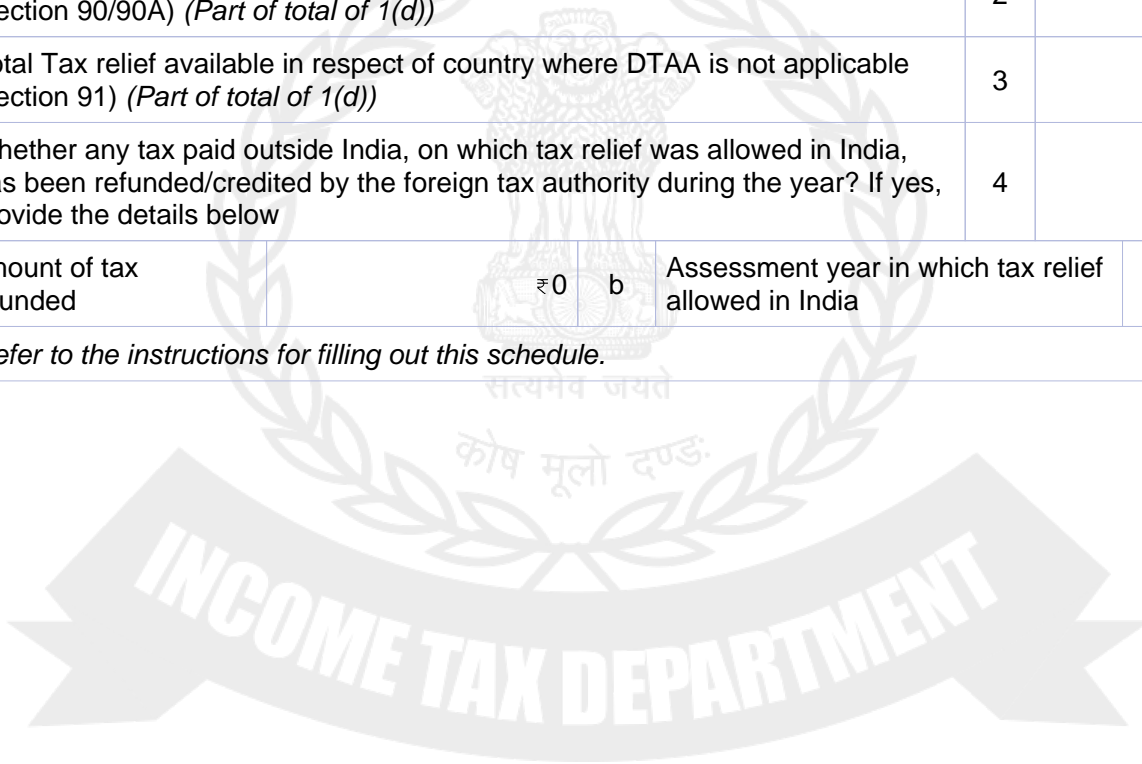 ection 90/90A) (Part of total of 1(d))
2
otal Tax relief available in respect of country where DTAA is not applicable
ection 91) (Part of total of 1(d))
3
hether any tax paid outside India, on which tax relief was allowed in India,
as been refunded/credited by the foreign tax authority during the year? If yes,
ovide the details below
4
mount of tax
unded
₹0
b
Assessment year in which tax relief
allowed in India
efer to the instructions for filling out this schedule.
सत्यमेव जयते
कोष मूलो दण्डः
INCOME TAX DEPARTMENT